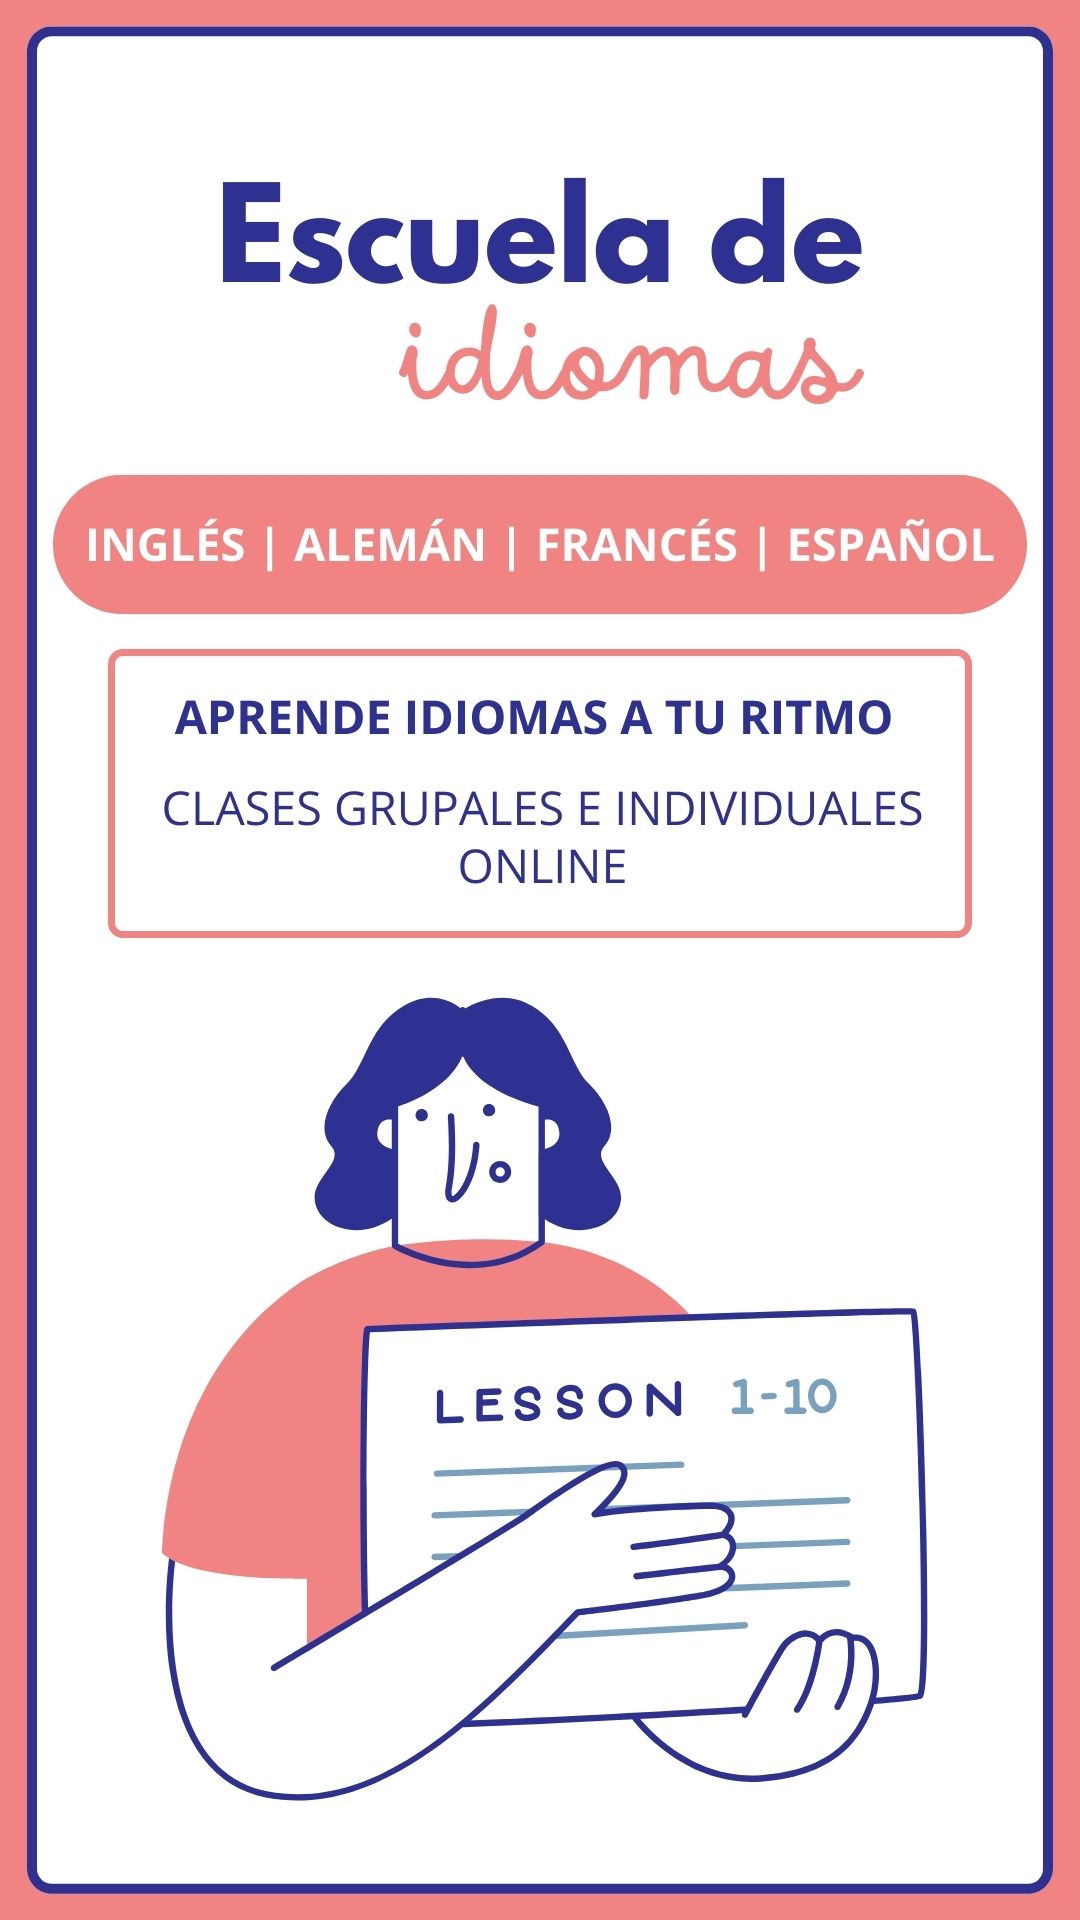 Escuela de
idiomas
INGLÉS | ALEMÁN | FRANCÉS | ESPAÑOL
APRENDE IDIOMAS A TU RITMO
CLASES GRUPALES E INDIVIDUALES
ONLINE
LESSON 1-10